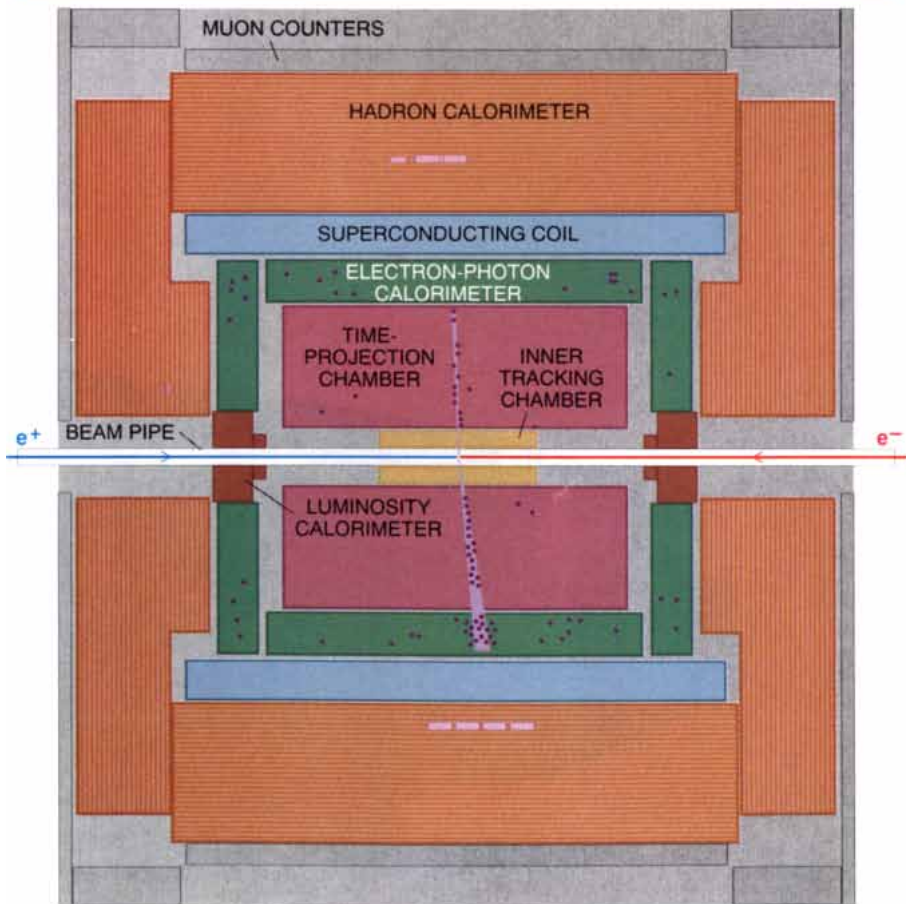 MUON COUNTERS
HADRON CALORIMETER
SUPERCONDUCTING COIL
ELECTRON-PHOTON
CALORIMETER
TIME-
PROJECTION
CHAMBER
INNER
TRACKING
CHAMBER
BEAM PIPE
e+
e−
LUMINOSITY
CALORIMETER